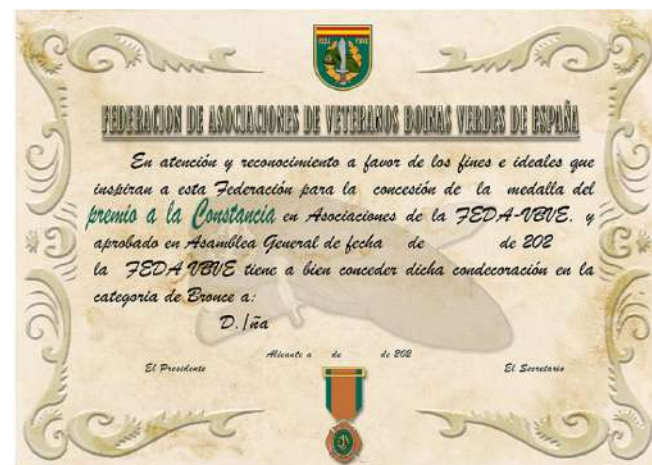 FEDA VBVE
FEDERACION DE ASOCIACIONES DE VETERANOS BOINAS VERDES DE ESPAÑA
En atención y reconocimiento a favor de los fines e ideales que
inspiran a esta Federación para la concesión de la medalla del
premio a la Constancia en Asociaciones de la FEDA-VBVE. y
aprobado en Asamblea General de fecha de de 202
la FEDA VBVE tiene a bien conceder dicha condecoración en la
categoria de Bronce a:
D./ña
Alicante a de de 202
El Presidente El Secretario